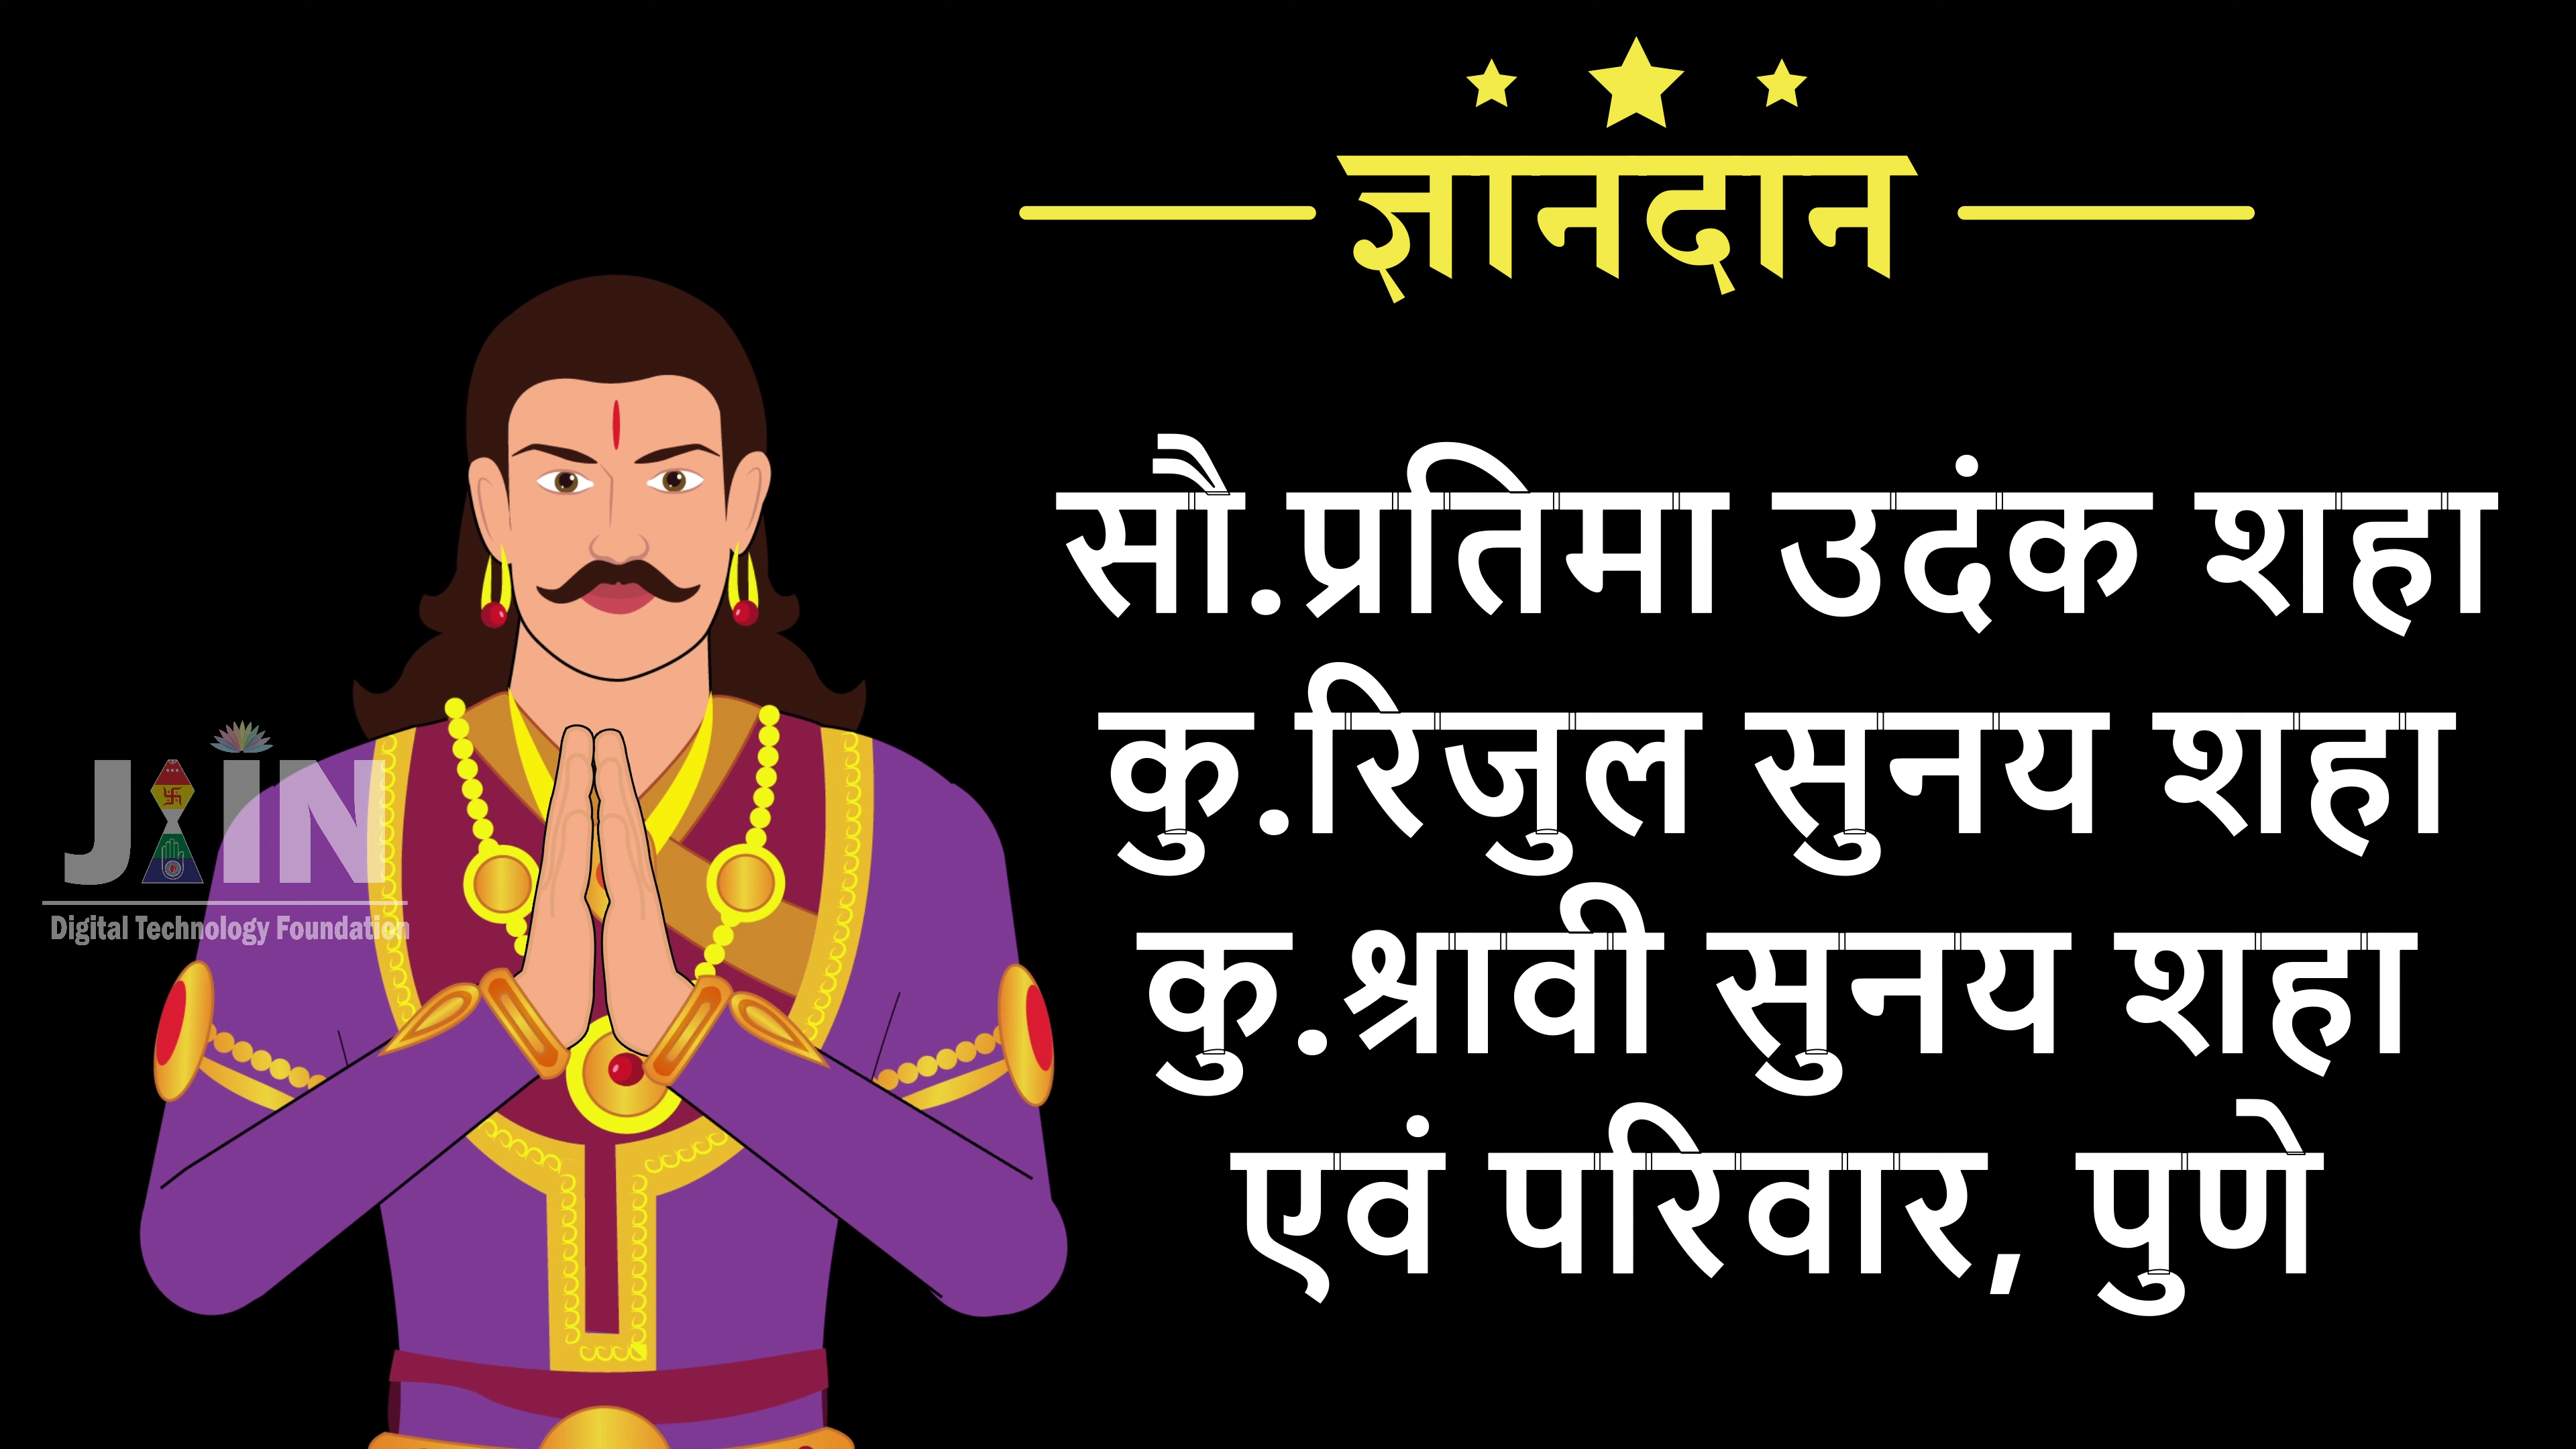 ज्ञानदान
सौ.प्रतिमा उदंक शहा
कु.रिजुल सुनय शहा
कु.श्रावी सुनय शहा
एवं परिवार, पुणे
JAIN
Digital Technology Foundation